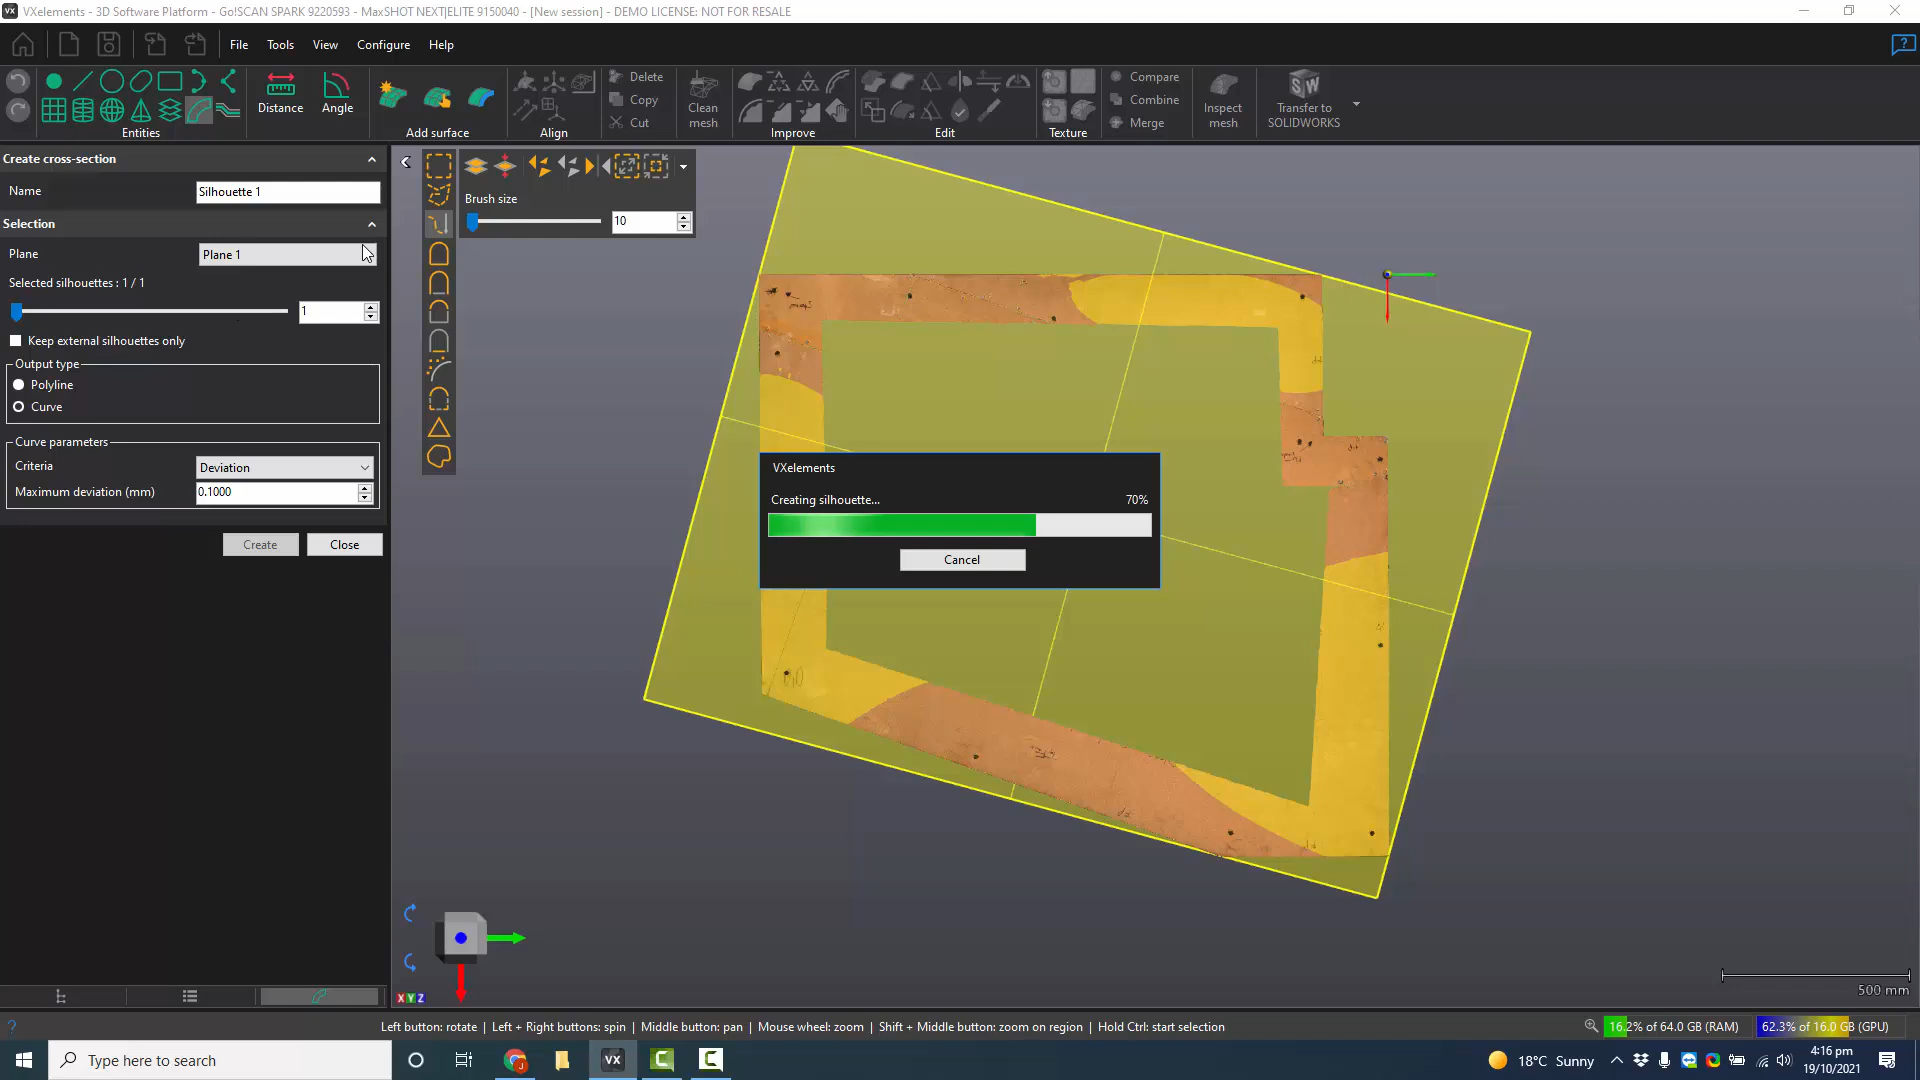 VXelements - 3D Software Platform - Go!SCAN SPARK 9220593 - MaxSHOT NEXT|ELITE 9150040 - [New session] - DEMO LICENSE: NOT FOR RESALE
File Tools View Configure Help
Entities
Distance
Angle
Add surface
Align
Delete
Copy
Cut
Clean mesh
Improve
Edit
Texture
Compare
Combine
Merge
Inspect mesh
Transfer to SOLIDWORKS
Create cross-section
Name
Silhouette 1
Selection
Plane
Plane 1
Selected silhouettes : 1 / 1
1
Keep external silhouettes only
Output type
Polyline
Curve
Curve parameters
Criteria
Deviation
Maximum deviation (mm)
0.1000
Create
Close
Brush size
10
VXelements
Creating silhouette...
70%
Cancel
XYZ
500 mm
Left button: rotate | Left + Right buttons: spin | Middle button: pan | Mouse wheel: zoom | Shift + Middle button: zoom on region | Hold Ctrl: start selection
16.2% of 64.0 GB (RAM)
62.3% of 16.0 GB (GPU)
Type here to search
18°C Sunny
4:16 pm
19/10/2021